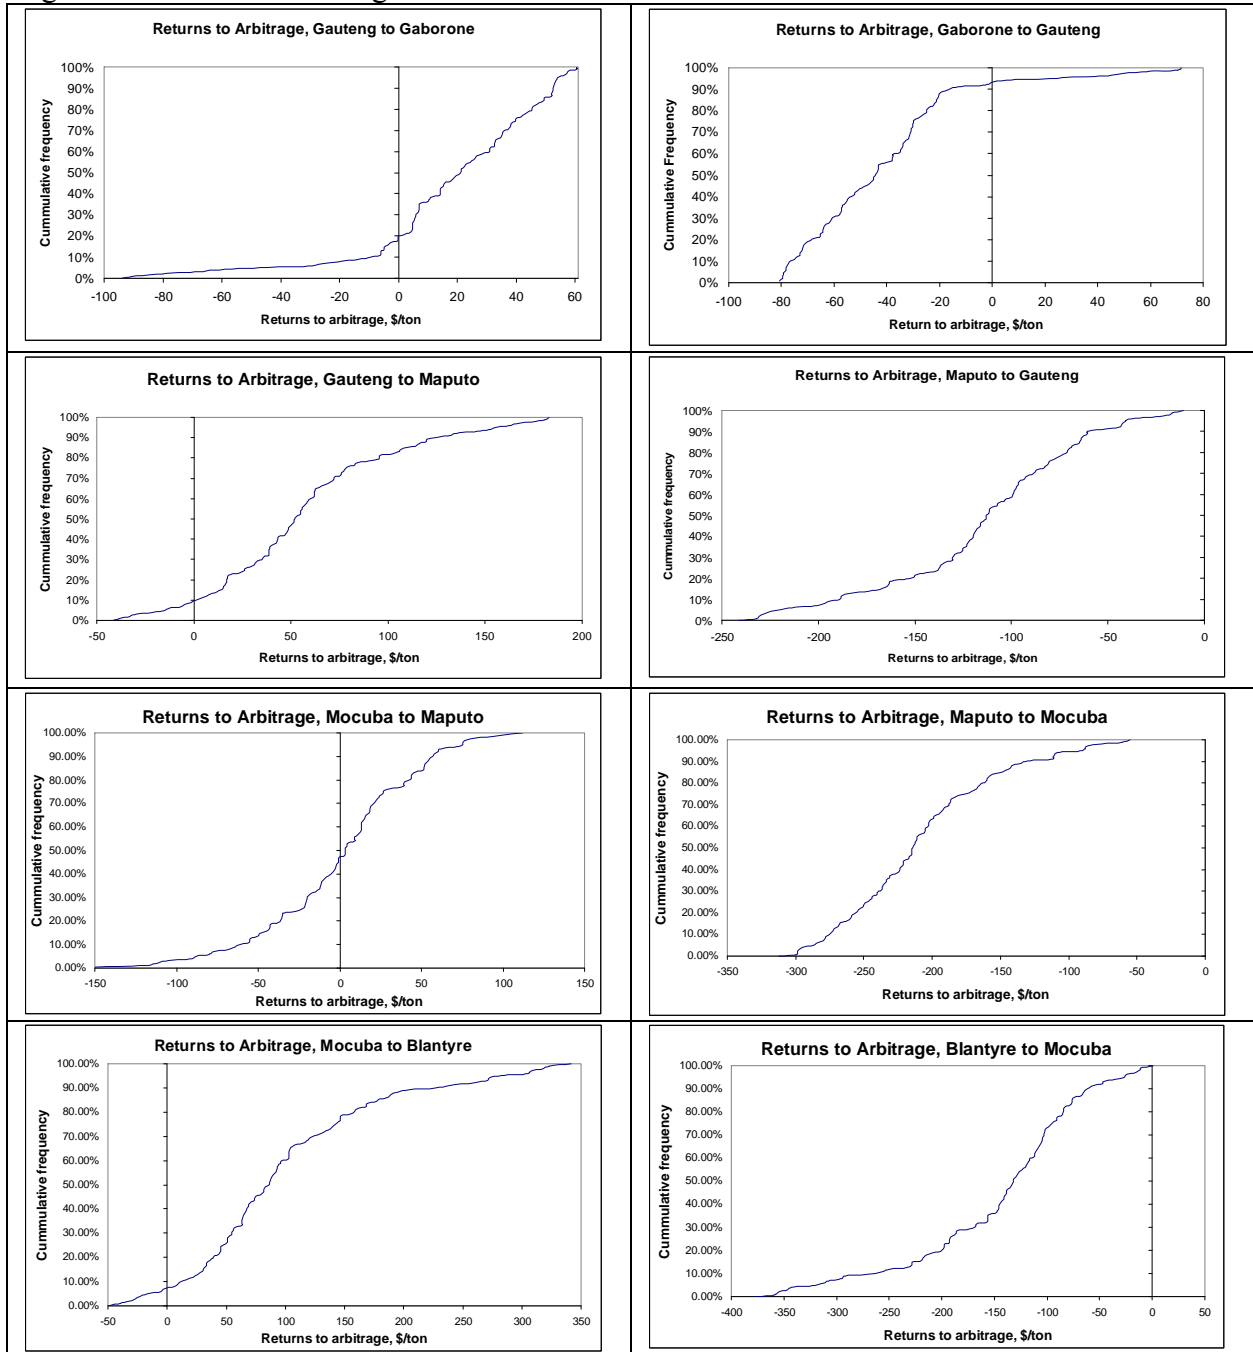 Returns to Arbitrage, Gauteng to Gaborone
Cummulative frequency
100%
90%
80%
70%
60%
50%
40%
30%
20%
10%
0%
-100 -80 -60 -40 -20 0 20 40 60
Returns to arbitrage, $/ton
Returns to Arbitrage, Gaborone to Gauteng
Cummulative Frequency
100%
90%
80%
70%
60%
50%
40%
30%
20%
10%
0%
-100 -80 -60 -40 -20 0 20 40 60 80
Return to arbitrage, $/ton
Returns to Arbitrage, Gauteng to Maputo
Cummulative frequency
100%
90%
80%
70%
60%
50%
40%
30%
20%
10%
0%
-50 0 50 100 150 200
Returns to arbitrage, $/ton
Returns to Arbitrage, Maputo to Gauteng
Cummulative frequency
100%
90%
80%
70%
60%
50%
40%
30%
20%
10%
0%
-250 -200 -150 -100 -50 0
Returns to arbitrage, $/ton
Returns to Arbitrage, Mocuba to Maputo
Cummulative frequency
100.00%
90.00%
80.00%
70.00%
60.00%
50.00%
40.00%
30.00%
20.00%
10.00%
0.00%
-150 -100 -50 0 50 100 150
Returns to arbitrage, $/ton
Returns to Arbitrage, Maputo to Mocuba
Cummulative frequency
100.00%
90.00%
80.00%
70.00%
60.00%
50.00%
40.00%
30.00%
20.00%
10.00%
0.00%
-350 -300 -250 -200 -150 -100 -50 0
Returns to arbitrage, $/ton
Returns to Arbitrage, Mocuba to Blantyre
Cummulative frequency
100.00%
90.00%
80.00%
70.00%
60.00%
50.00%
40.00%
30.00%
20.00%
10.00%
0.00%
-50 0 50 100 150 200 250 300 350
Returns to arbitrage, $/ton
Returns to Arbitrage, Blantyre to Mocuba
Cummulative frequency
100.00%
90.00%
80.00%
70.00%
60.00%
50.00%
40.00%
30.00%
20.00%
10.00%
0.00%
-400 -350 -300 -250 -200 -150 -100 -50 0 50
Returns to arbitrage, $/ton